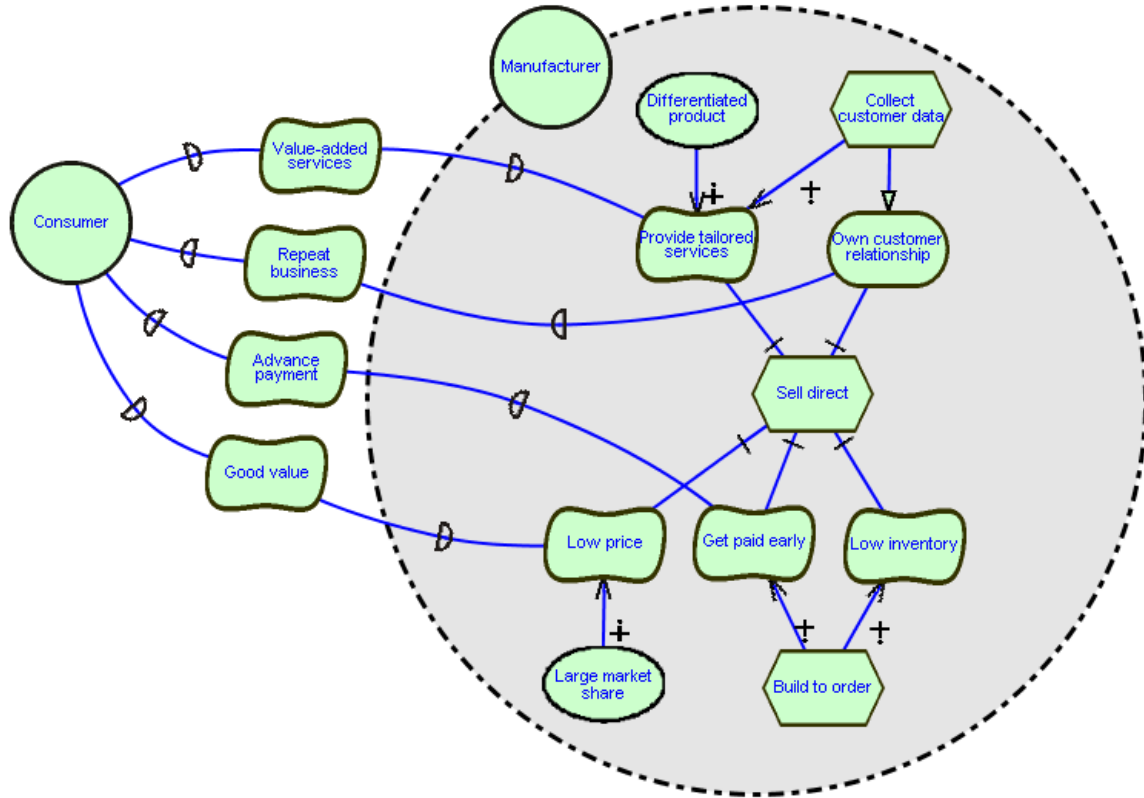 Manufacturer
Differentiated
product
Collect
customer data
Value-added
services
Consumer
Provide tailored
services
Own customer
relationship
Repeat
business
Advance
payment
Sell direct
Good value
Low price
Get paid early
Low inventory
Large market
share
Build to order